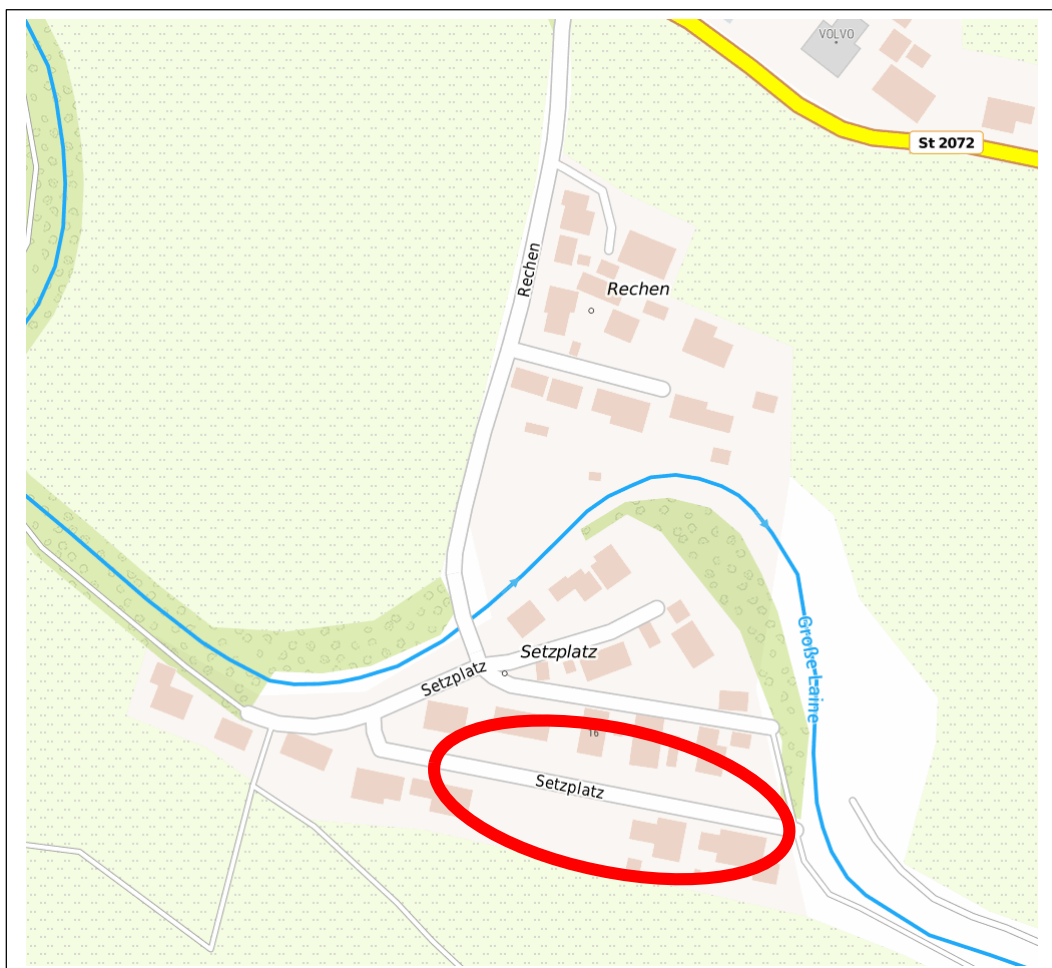 VOLVO
St 2072
Rechen
Rechen
Setzplatz
Setzplatz
Große Laine
16
Setzplatz